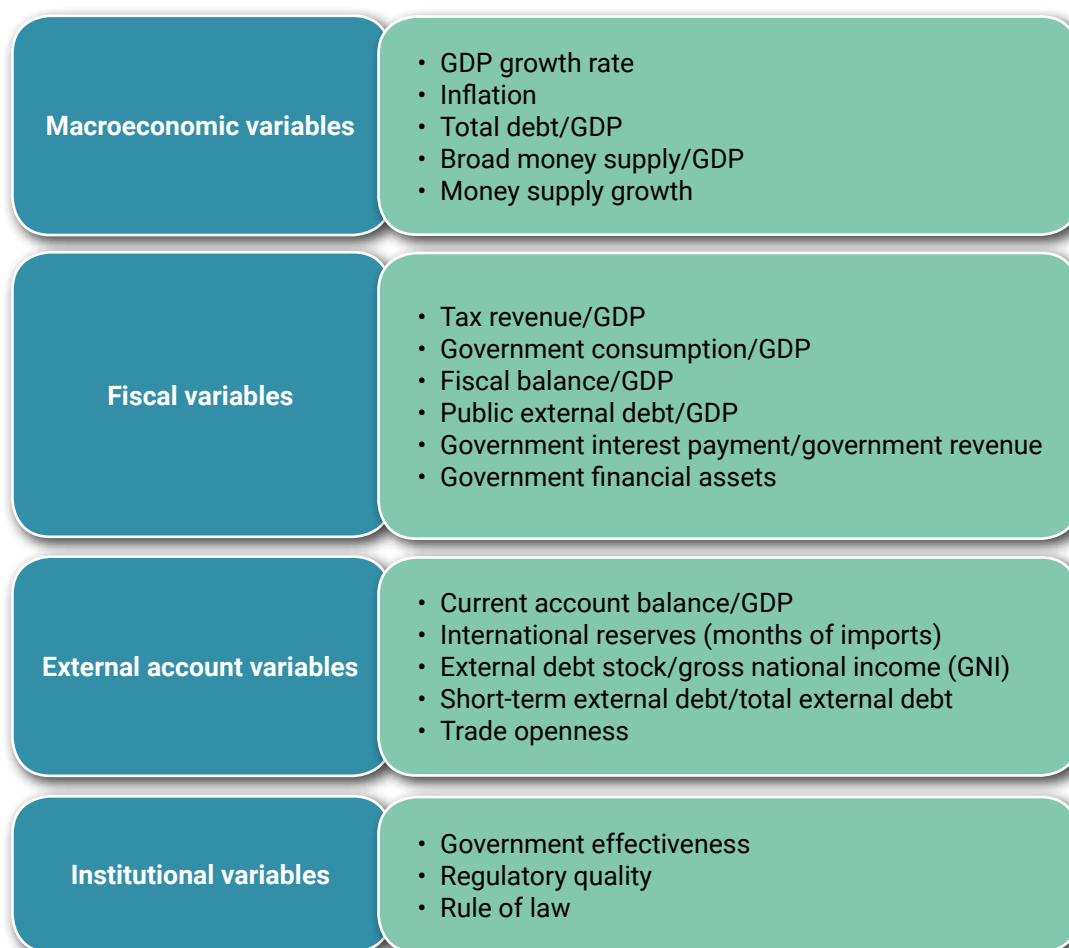 Macroeconomic variables
• GDP growth rate
• Inflation
• Total debt/GDP
• Broad money supply/GDP
• Money supply growth
Fiscal variables
• Tax revenue/GDP
• Government consumption/GDP
• Fiscal balance/GDP
• Public external debt/GDP
• Government interest payment/government revenue
• Government financial assets
External account variables
• Current account balance/GDP
• International reserves (months of imports)
• External debt stock/gross national income (GNI)
• Short-term external debt/total external debt
• Trade openness
Institutional variables
• Government effectiveness
• Regulatory quality
• Rule of law